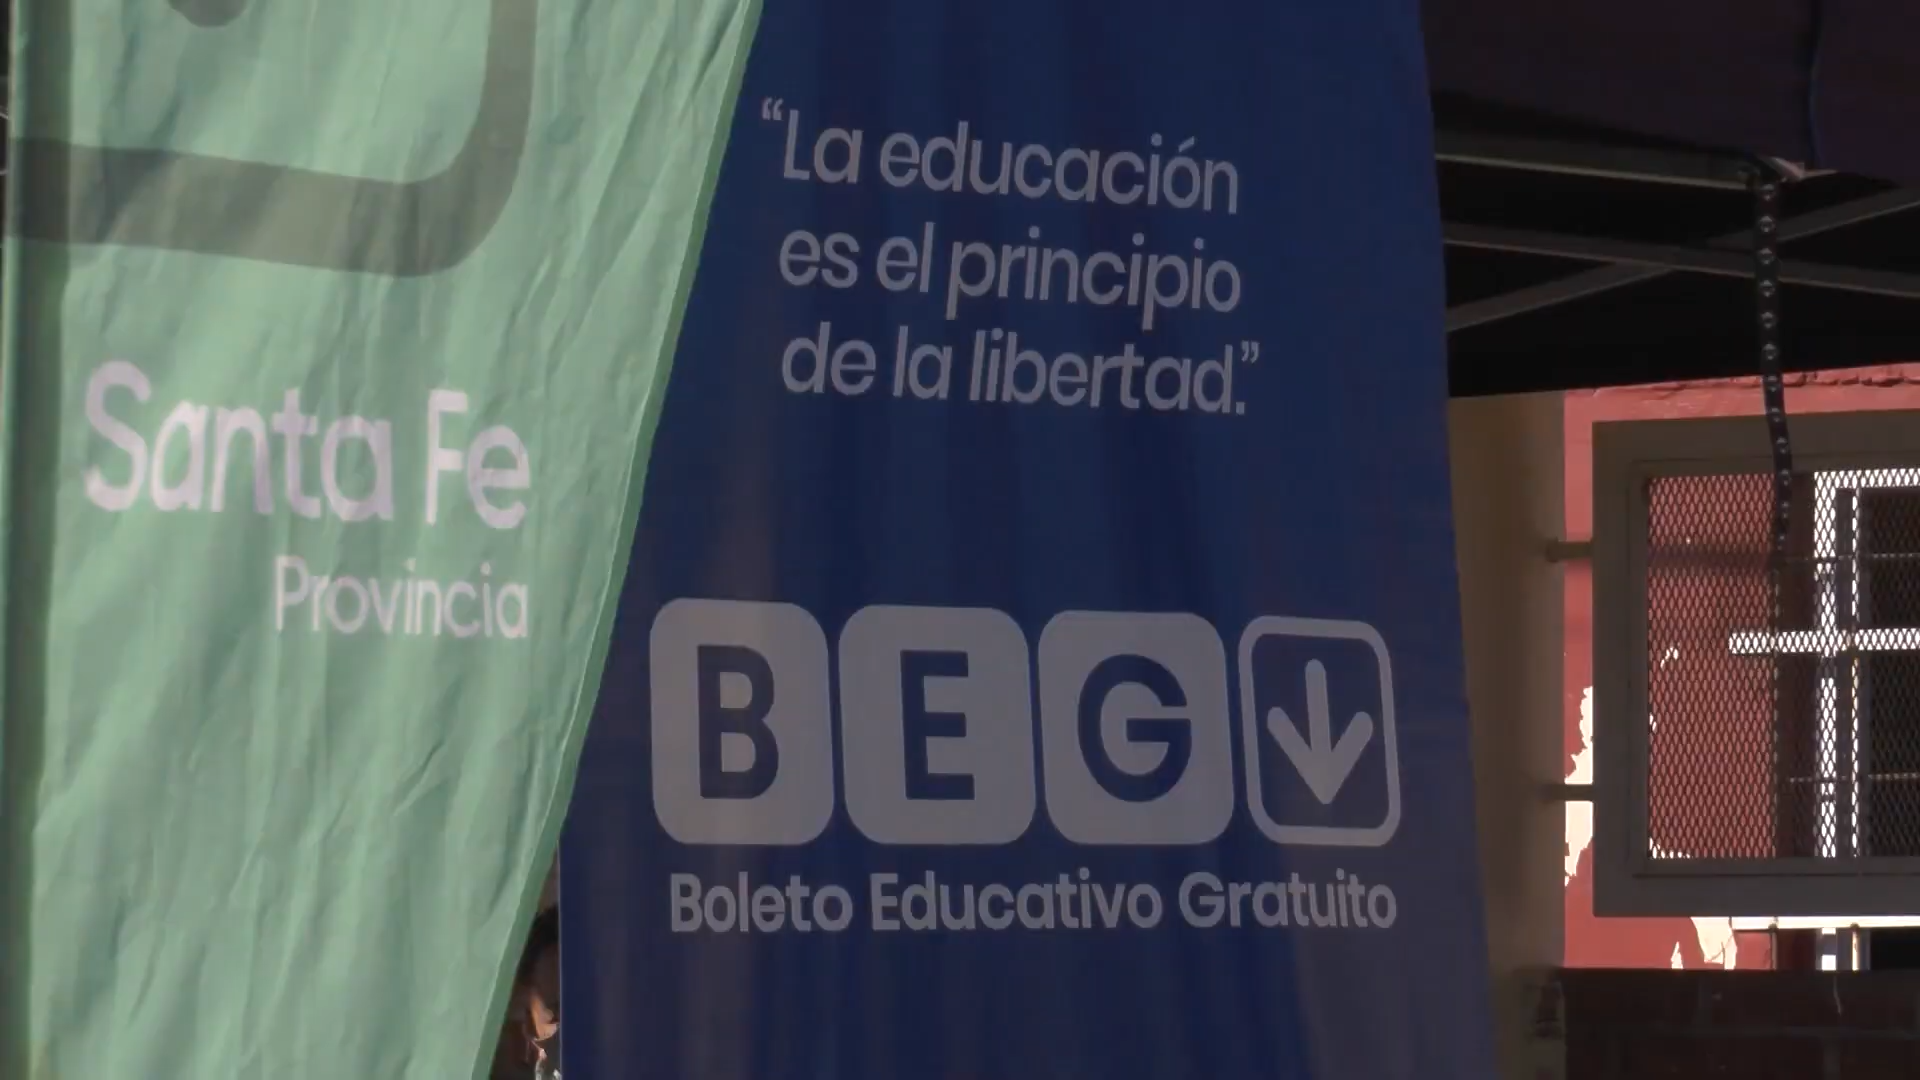 Santa Fe
Provincia
“La educación
es el principio
de la libertad.”
BEG
Boleto Educativo Gratuito